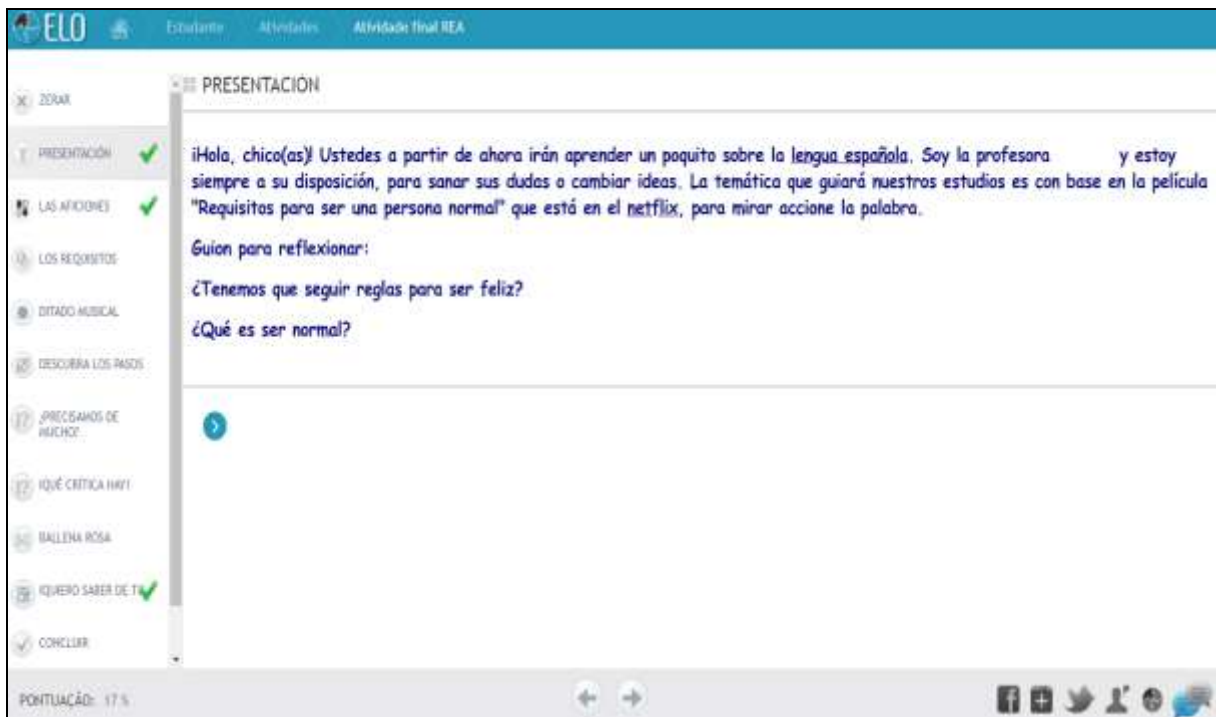 ELO
Estudante Atividades Atividade final REA
ZERAR
PRESENTACIÓN
LAS AFICIONES
LOS REQUISITOS
DITADO MUSICAL
DESCUBRA LOS PASOS
¿PRECISAMOS DE
MUCHO?
¡QUÉ CRÍTICA HAY!
BALLENA ROSA
¡QUIERO SABER DE TI
CONCLUIR
PRESENTACIÓN
¡Hola, chico(as)! Ustedes a partir de ahora irán aprender un poquito sobre la lengua española. Soy la profesora y estoy
siempre a su disposición, para sanar sus dudas o cambiar ideas. La temática que guiará nuestros estudios es con base en la película
"Requisitos para ser una persona normal" que está en el netflix, para mirar accione la palabra.
Guion para reflexionar:
¿Tenemos que seguir reglas para ser feliz?
¿Qué es ser normal?
PONTUAÇÃO: 17 %